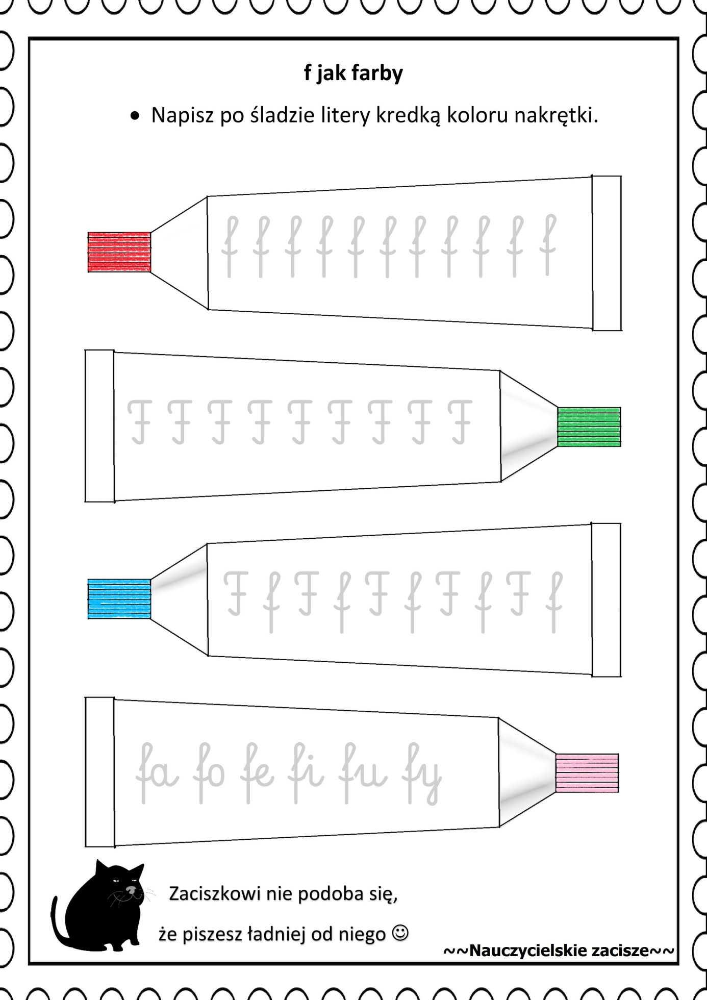 f jak farby
• Napisz po śladzie litery kredką koloru nakrętki.
f f f f f f f f f f f
F F F F F F F F F
F f F f F f F f F f
fa fo fe fi fu fy
Zaciszkowi nie podoba się,
że piszesz ładniej od niego ☺
~~Nauczycielskie zacisze~~